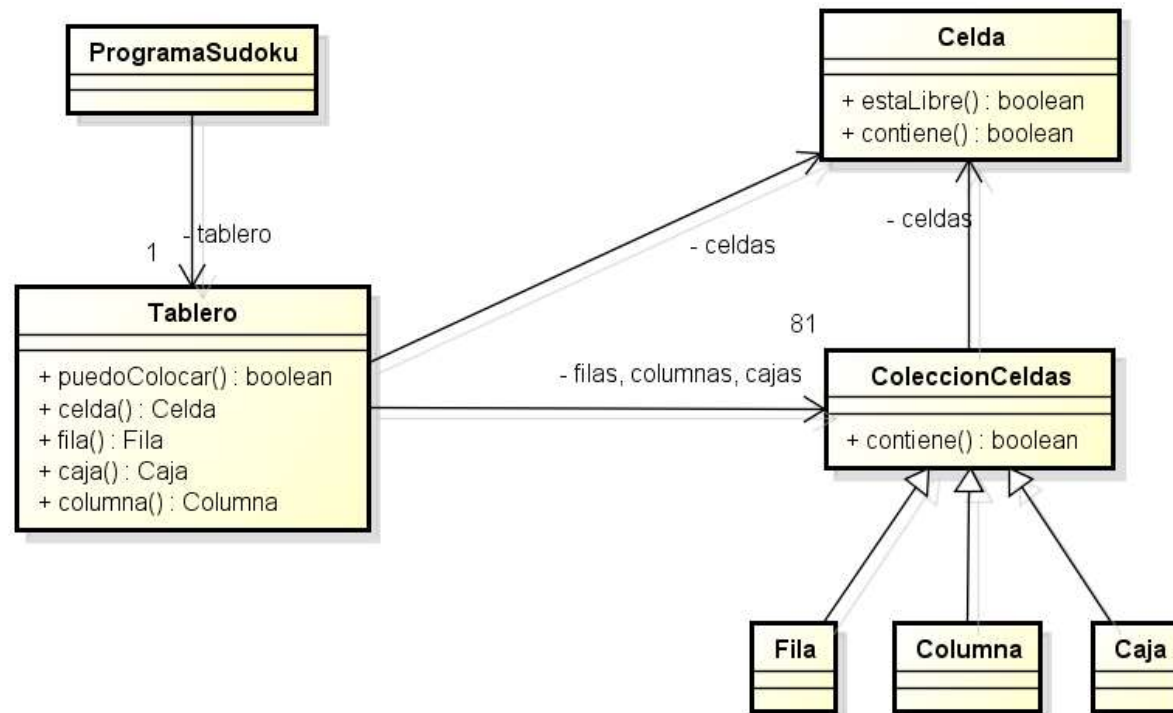 ProgramaSudoku
Celda
+ estaLibre() : boolean
+ contiene() : boolean
- tablero
1
- celdas
- celdas
Tablero
+ puedoColocar() : boolean
+ celda() : Celda
+ fila() : Fila
+ caja() : Caja
+ columna() : Columna
81
- filas, columnas, cajas
ColeccionCeldas
+ contiene() : boolean
Fila
Columna
Caja